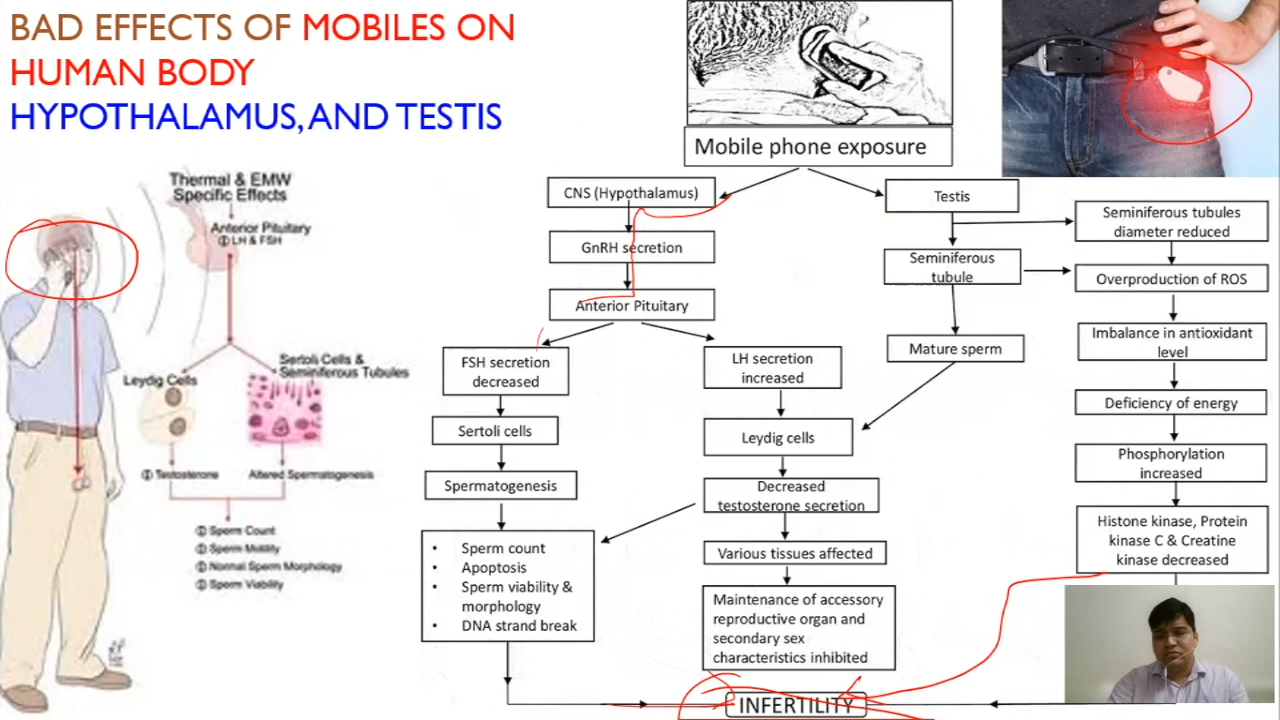 BAD EFFECTS OF MOBILES ON
HUMAN BODY
HYPOTHALAMUS, AND TESTIS
Thermal & EMW
Specific Effects
Anterior Pituitary
LH & FSH
Leydig Cells
Sertoli Cells &
Seminiferous Tubules
Testosterone
Altered Spermatogenesis
Sperm Count
Sperm Motility
Normal Sperm Morphology
Sperm Viability
Mobile phone exposure
CNS (Hypothalamus)
GnRH secretion
Anterior Pituitary
FSH secretion
decreased
Sertoli cells
Spermatogenesis
• Sperm count
• Apoptosis
• Sperm viability &
morphology
• DNA strand break
LH secretion
increased
Leydig cells
Decreased
testosterone secretion
Various tissues affected
Maintenance of accessory
reproductive organ and
secondary sex
characteristics inhibited
Testis
Seminiferous
tubule
Mature sperm
Seminiferous tubules
diameter reduced
Overproduction of ROS
Imbalance in antioxidant
level
Deficiency of energy
Phosphorylation
increased
Histone kinase, Protein
kinase C & Creatine
kinase decreased
INFERTILITY